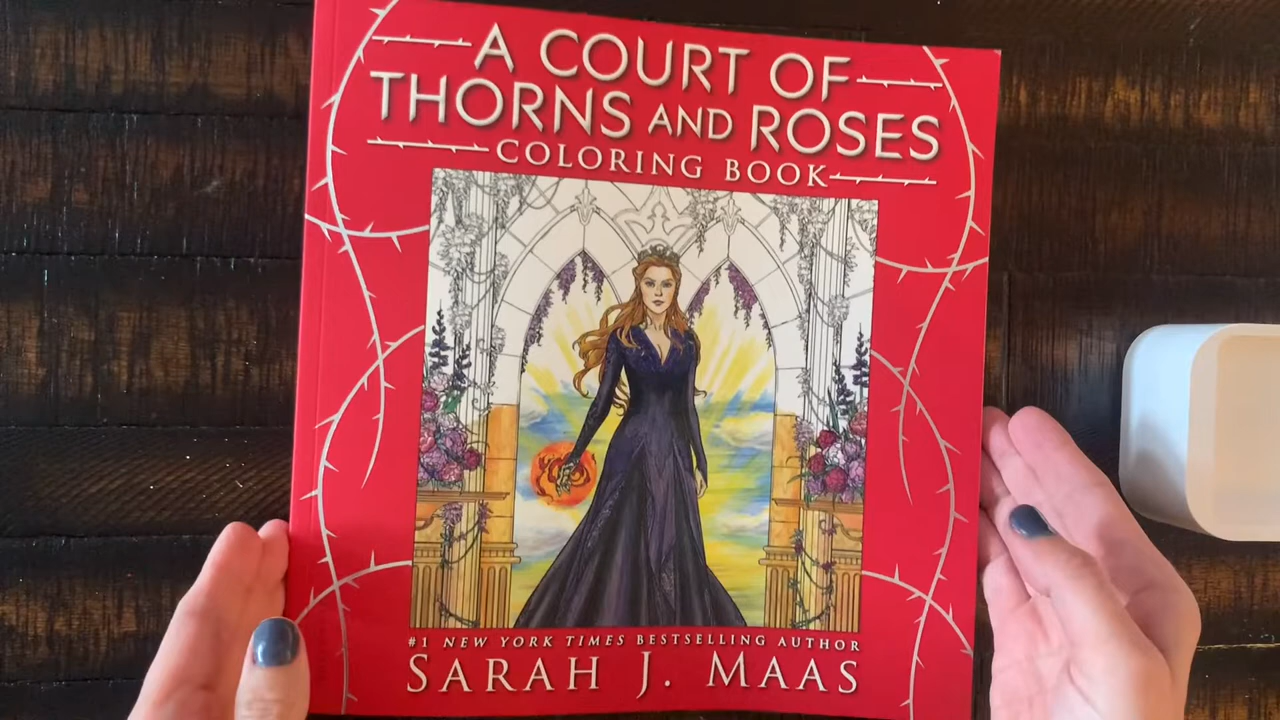 A COURT OF
THORNS AND ROSES
COLORING BOOK
#1 NEW YORK TIMES BESTSELLING AUTHOR
SARAH J. MAAS